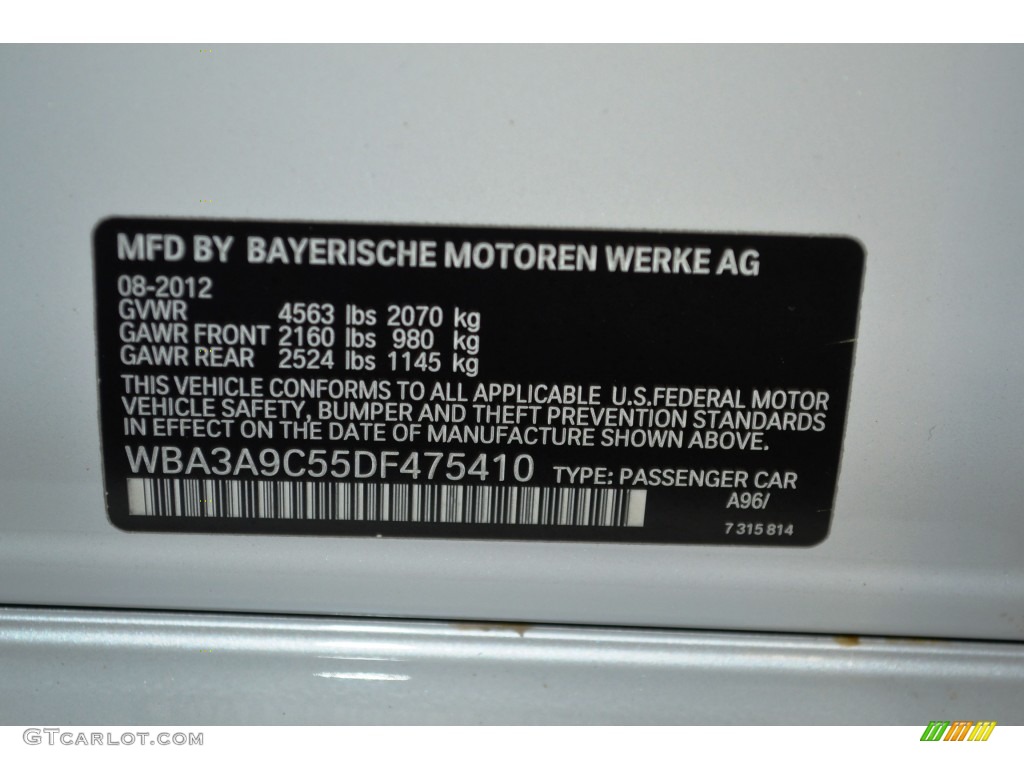 MFD BY BAYERISCHE MOTOREN WERKE AG
08-2012
GVWR 4563 lbs 2070 kg
GAWR FRONT 2160 lbs 980 kg
GAWR REAR 2524 lbs 1145 kg
THIS VEHICLE CONFORMS TO ALL APPLICABLE U.S.FEDERAL MOTOR
VEHICLE SAFETY, BUMPER AND THEFT PREVENTION STANDARDS
IN EFFECT ON THE DATE OF MANUFACTURE SHOWN ABOVE.
WBA3A9C55DF475410 TYPE: PASSENGER CAR
A96/
7 315 814
GTCARLOT.COM